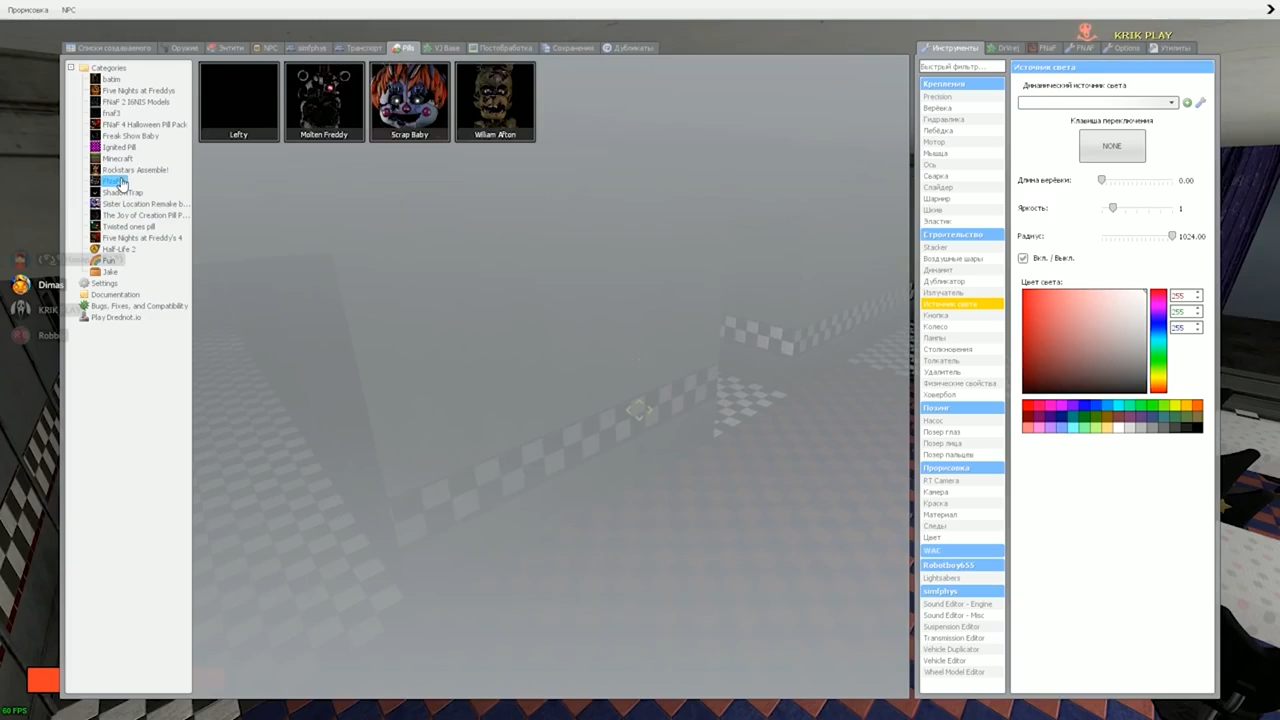 Прорисовка NPC
KRIK PLAY
Списки создаваемого Оружие Энтити NPC simfphys Транспорт Pills VJ Base Постобработка Сохранения Дубликаты
Categories
batim
Five Nights at Freddys
FNaF 2 IGNIS Models
fnaf3
FNaF 4 Halloween Pill Pack
Freak Show Baby
Ignited Pill
Minecraft
Rockstars Assemble!
ShadowTrap
Sister Location Remake b...
The Joy of Creation Pill P...
Twisted ones pill
Five Nights at Freddy's 4
Half-Life 2
Fun
Jake
Settings
Documentation
Bugs, Fixes, and Compatibility
Play Drednot.io
Dimas
KRIK
Robb
Lefty
Molten Freddy
Scrap Baby
Wiliam Afton
Инструменты Drivej FNaF FNAF Options Утилиты
Быстрый фильтр...
Крепления
Precision
Верёвка
Гидравлика
Лебёдка
Мотор
Мышца
Ось
Сварка
Слайдер
Шарнир
Шкив
Эластик
Строительство
Stacker
Воздушные шары
Динамит
Дубликатор
Излучатель
Источник света
Кнопка
Колесо
Лампы
Столкновения
Толкатель
Удалитель
Физические свойства
Ховербол
Позинг
Насос
Позер глаз
Позер лица
Позер пальцев
Прорисовка
RT Camera
Камера
Краска
Материал
Следы
Цвет
WAC
Robotboy655
Lightsabers
simfphys
Sound Editor - Engine
Sound Editor - Misc
Suspension Editor
Transmission Editor
Vehicle Duplicator
Vehicle Editor
Wheel Model Editor
Источник света
Динамический источник света
Клавиша переключения
NONE
Длина верёвки: 0.00
Яркость: 1
Радиус: 1024.00
Вкл. / Выкл.
Цвет света:
255
255
255
60 FPS